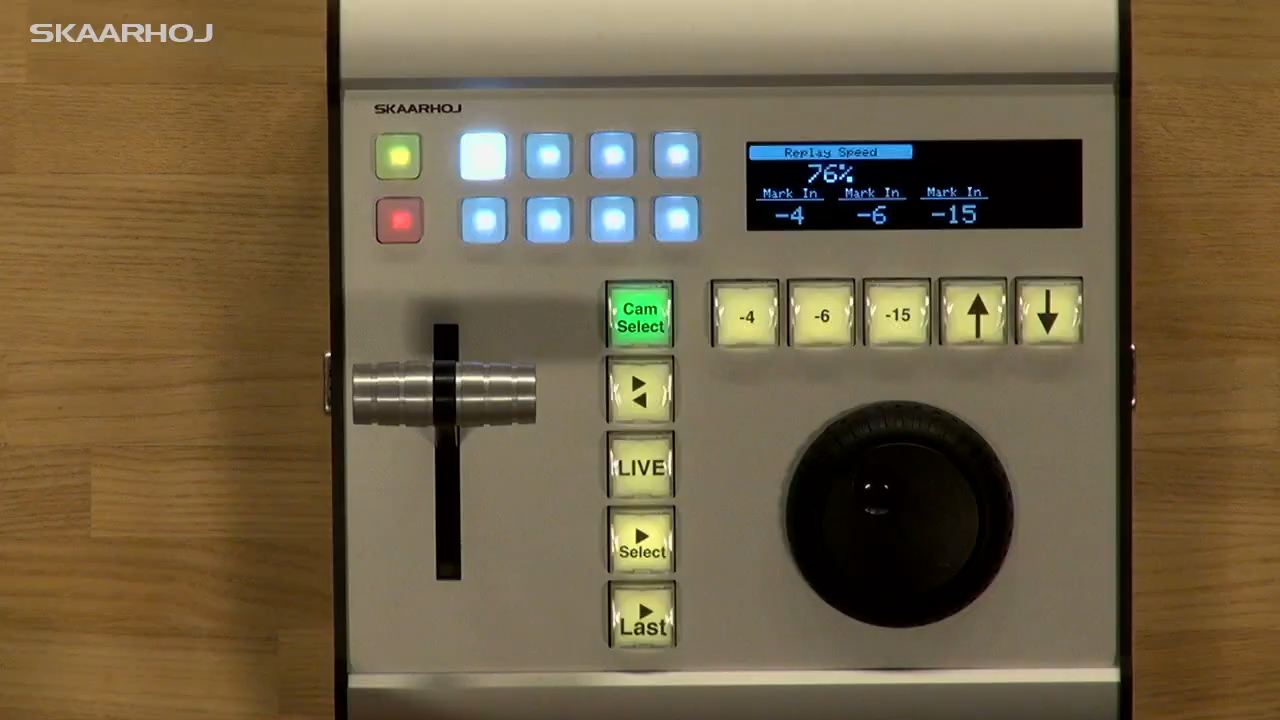 SKAARHOJ
SKAARHOJ
Replay Speed
76%
Mark In Mark In Mark In
-4 -6 -15
Cam
Select
-4 -6 -15
LIVE
Select
Last